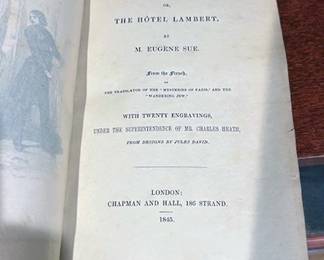 OR,
THE HÔTEL LAMBERT,
BY
M. EUGÈNE SUE.
From the French,
BY THE TRANSLATOR OF THE "MYSTERIES OF PARIS," AND THE
"WANDERING JEW."
WITH TWENTY ENGRAVINGS,
UNDER THE SUPERINTENDENCE OF MR. CHARLES HEATH,
FROM DESIGNS BY JULES DAVID.
LONDON:
CHAPMAN AND HALL, 186 STRAND.
1845.